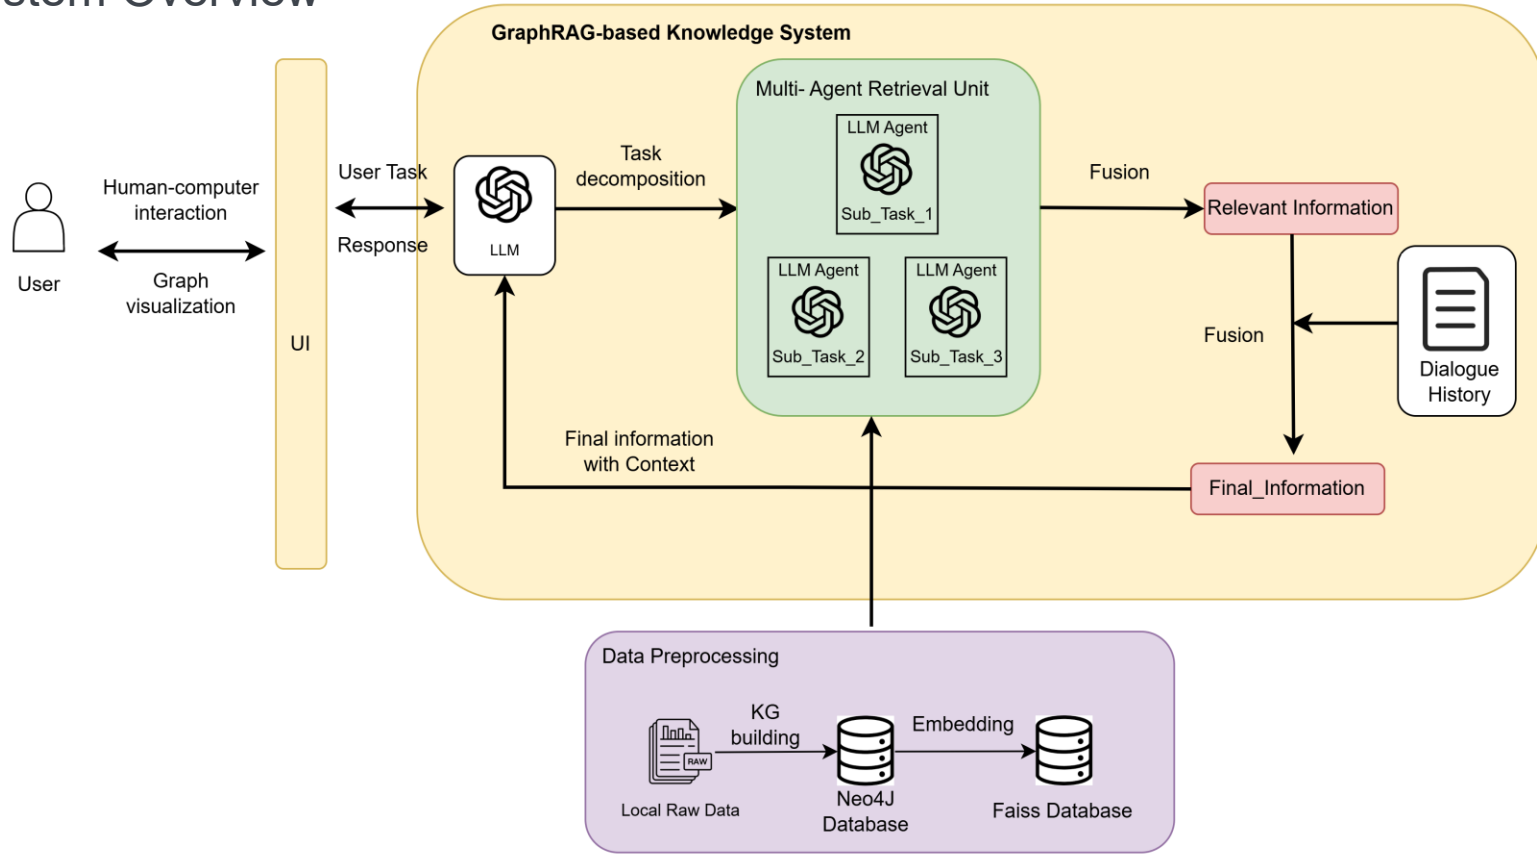 stem Overview
GraphRAG-based Knowledge System
Multi- Agent Retrieval Unit
LLM Agent
Sub_Task_1
LLM Agent
Sub_Task_2
LLM Agent
Sub_Task_3
User
Human-computer
interaction
Graph
visualization
UI
User Task
Response
LLM
Task
decomposition
Fusion
Relevant Information
Fusion
Dialogue
History
Final information
with Context
Final_Information
Data Preprocessing
RAW
Local Raw Data
KG
building
Neo4J
Database
Embedding
Faiss Database